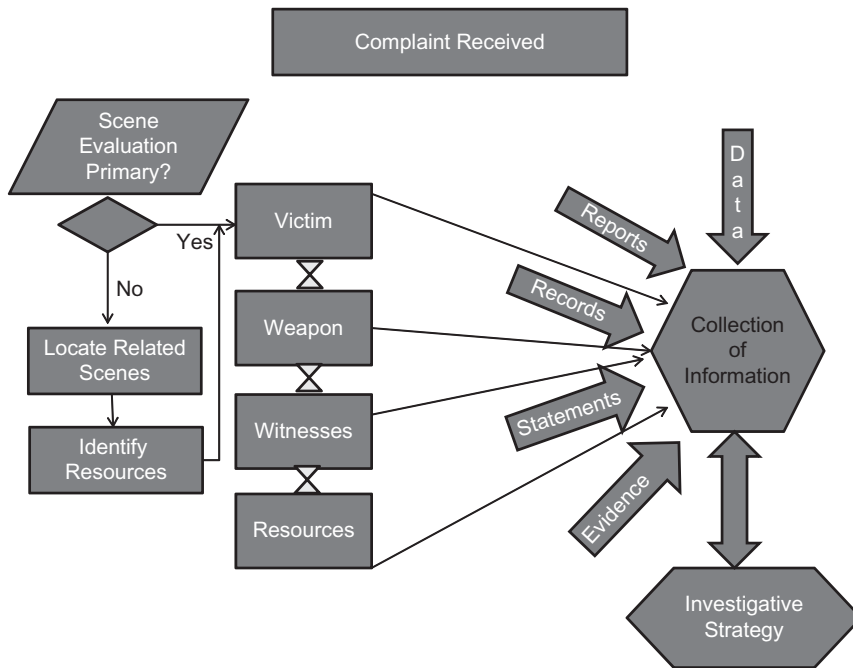 Complaint Received
Scene
Evaluation
Primary?
Yes
No
Locate Related
Scenes
Identify
Resources
Victim
Weapon
Witnesses
Resources
Reports
Records
Statements
Evidence
Data
Collection
of
Information
Investigative
Strategy